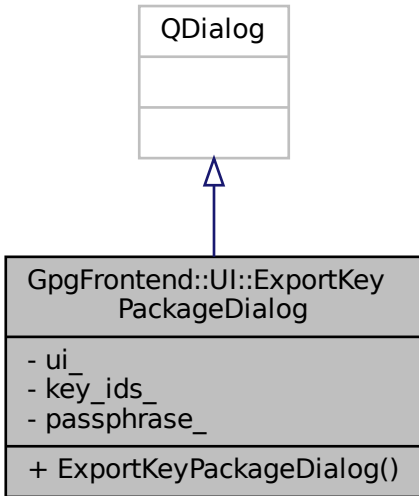 QDialog
GpgFrontend::UI::ExportKey
PackageDialog
- ui_
- key_ids_
- passphrase_
+ ExportKeyPackageDialog()